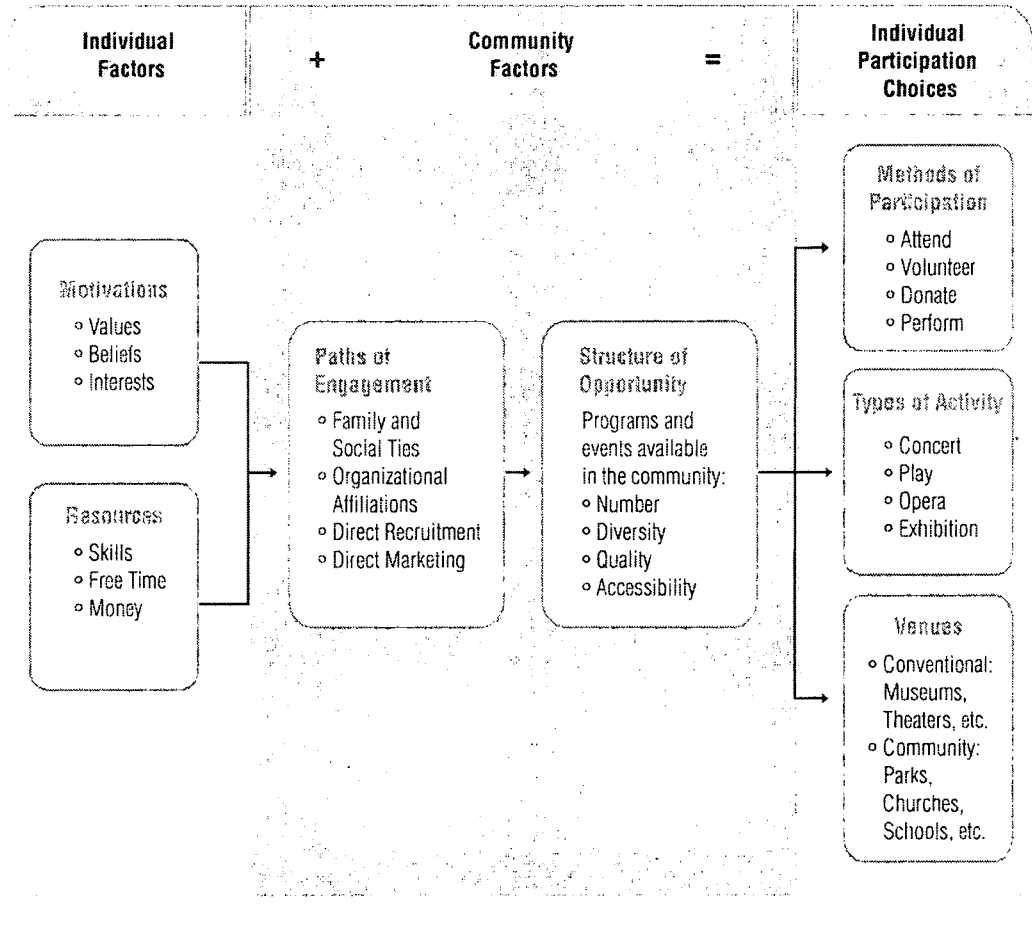 Individual
Factors
+
Community
Factors
=
Individual
Participation
Choices
Motivations
○ Values
○ Beliefs
○ Interests
Resources
○ Skills
○ Free Time
○ Money
Paths of
Engagement
○ Family and
Social Ties
○ Organizational
Affiliations
○ Direct Recruitment
○ Direct Marketing
Structure of
Opportunity
Programs and
events available
in the community:
○ Number
○ Diversity
○ Quality
○ Accessibility
Methods of
Participation
○ Attend
○ Volunteer
○ Donate
○ Perform
Types of Activity
○ Concert
○ Play
○ Opera
○ Exhibition
Venues
○ Conventional:
Museums,
Theaters, etc.
○ Community:
Parks,
Churches,
Schools, etc.